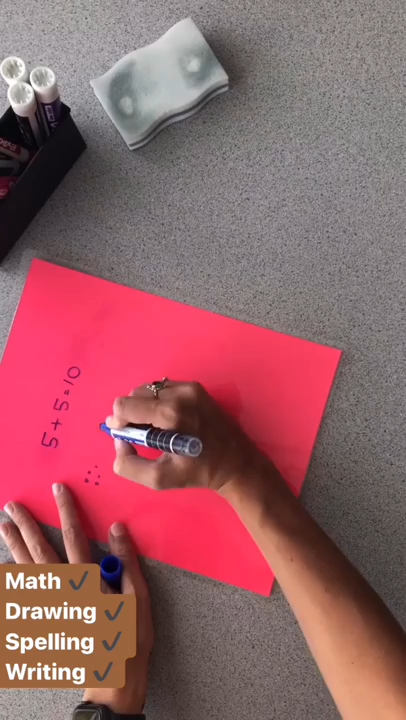 5+5=10
Math ✔
Drawing ✔
Spelling ✔
Writing ✔